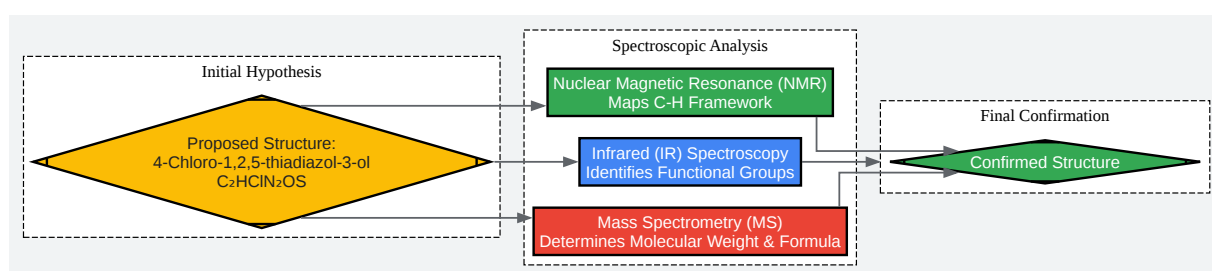 Initial Hypothesis
Proposed Structure:
4-Chloro-1,2,5-thiadiazol-3-ol
C₂HClN₂OS
Spectroscopic Analysis
Nuclear Magnetic Resonance (NMR)
Maps C-H Framework
Infrared (IR) Spectroscopy
Identifies Functional Groups
Mass Spectrometry (MS)
Determines Molecular Weight & Formula
Final Confirmation
Confirmed Structure